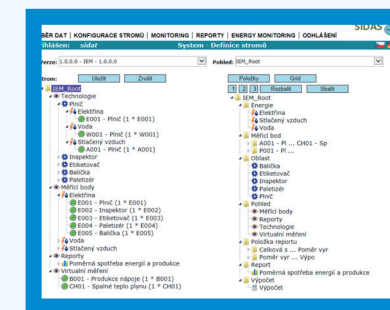 SIDAS
BĚR DAT | KONFIGURACE STROMŮ | MONITORING | REPORTY | ENERGY MONITORING | ODHLÁŠENÍ
ihlášen: sidat
System - Definice stromů
Verze: 1.0.0.0 - IEM - 1.0.0.0
Strom: Uložit Zrušit
IEM_Root
Technologie
Plnič
Elektřina
E001 - Plnič (1 * E001)
Voda
W001 - Plnič (1 * W001)
Stlačený vzduch
A001 - Plnič (1 * A001)
Inspektor
Etiketovač
Balička
Paletizér
Měřící body
Elektřina
E001 - Plnič (1 * E001)
E002 - Inspektor (1 * E002)
E003 - Etiketovač (1 * E003)
E004 - Paletizér (1 * E004)
E005 - Balička (1 * E005)
Voda
Stlačený vzduch
Reporty
Poměrná spotřeba energií a produkce
Virtuální měření
B001 - Produkce nápoje (1 * B001)
CH01 - Spalné teplo plynu (1 * CH01)
Pohled: IEM_Root
Položky Grid
1 2 3 Rozbalit Sbalit
IEM_Root
Energie
Elektřina
Stlačený vzduch
Voda
Měřící bod
A001 - Pl ... CH01 - Sp
P001 - Pl ...
Oblast
Balička
Etiketovač
Inspektor
Paletizér
Plnič
Pohled
Měřící body
Reporty
Technologie
Virtuální měření
Položka reportu
Celková s ... Poměr vyr
Poměr vyr ... Výpo
Report
Poměrná spotřeba energií a produkce
Výpočet
Výpočet